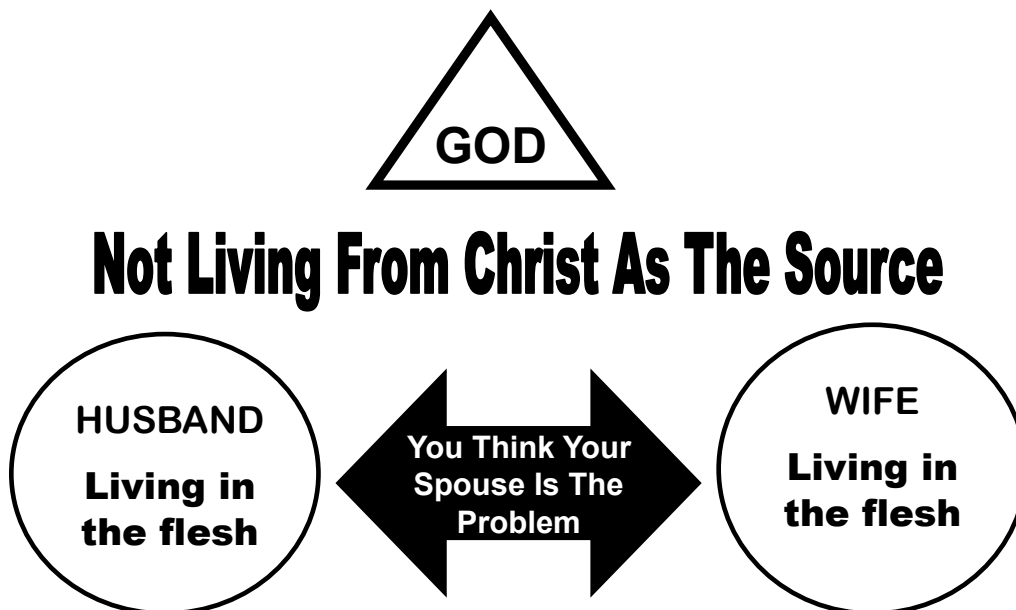 GOD
Not Living From Christ As The Source
HUSBAND
Living in
the flesh
You Think Your
Spouse Is The
Problem
WIFE
Living in
the flesh